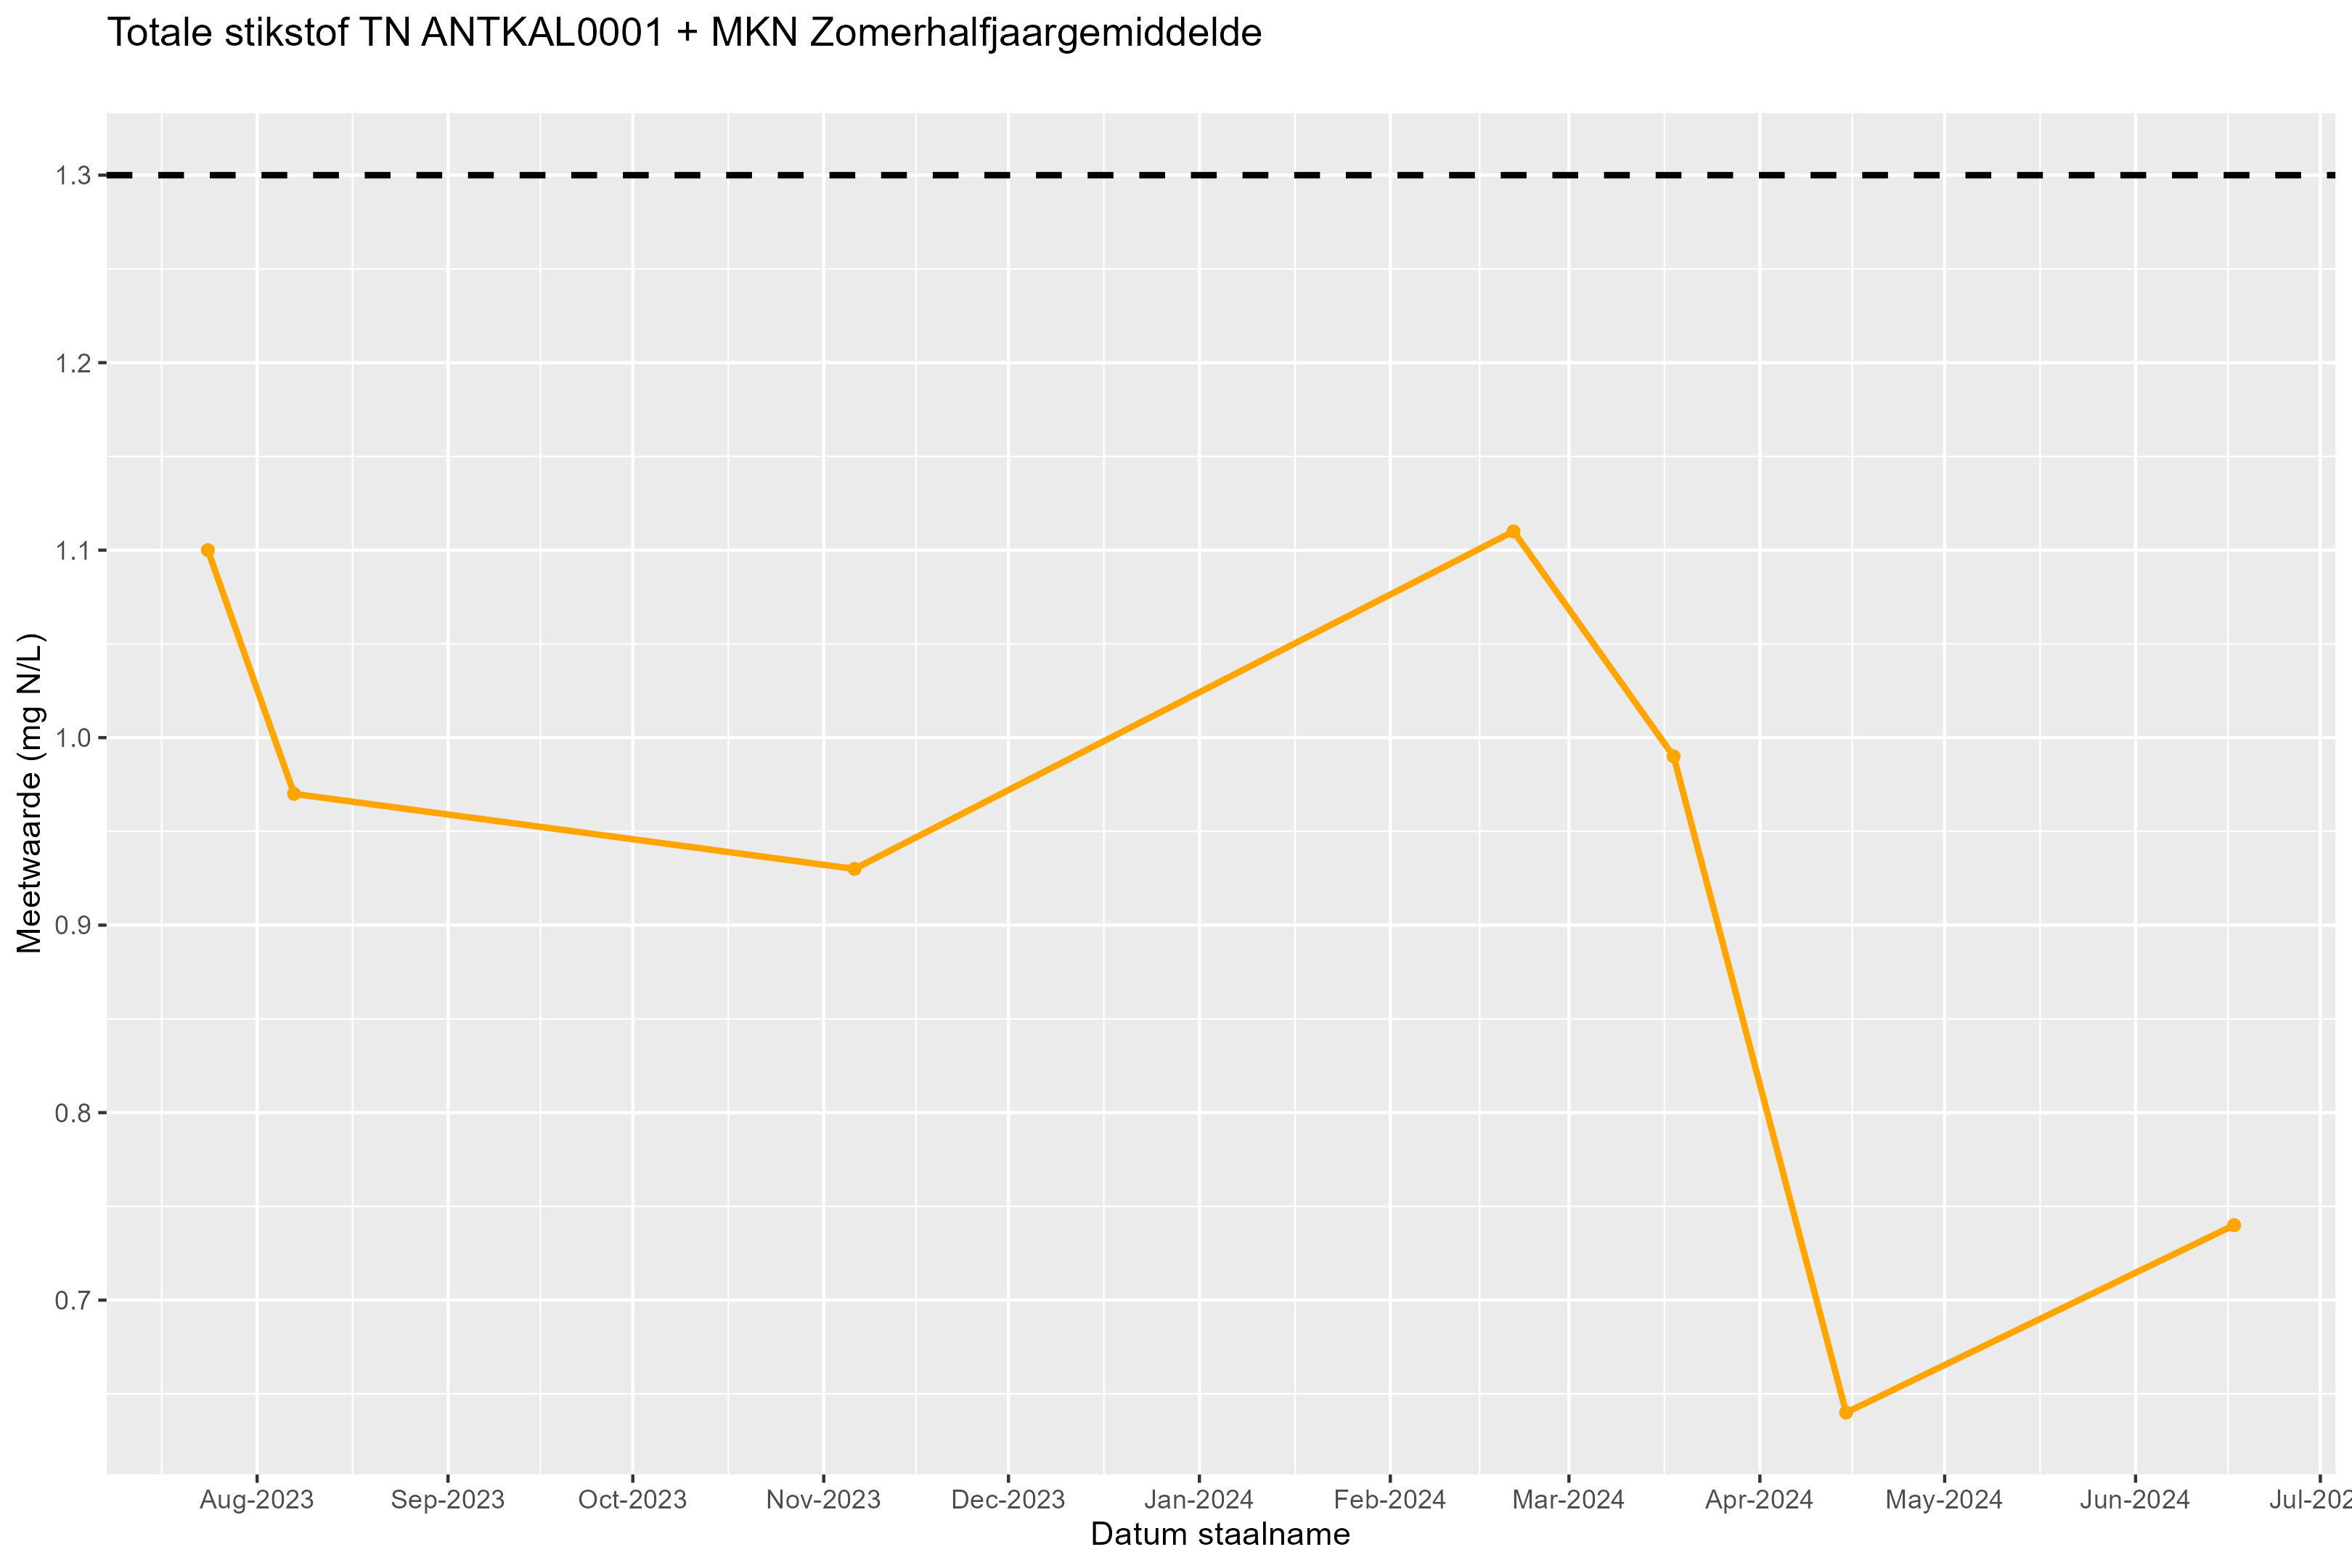 Totale stikstof TN ANTKAL0001 + MKN Zomerhalfjaargemiddelde
Meetwaarde (mg N/L)
1.3
1.2
1.1
1.0
0.9
0.8
0.7
Aug-2023 Sep-2023 Oct-2023 Nov-2023 Dec-2023 Jan-2024 Feb-2024 Mar-2024 Apr-2024 May-2024 Jun-2024 Jul-202
Datum staalname